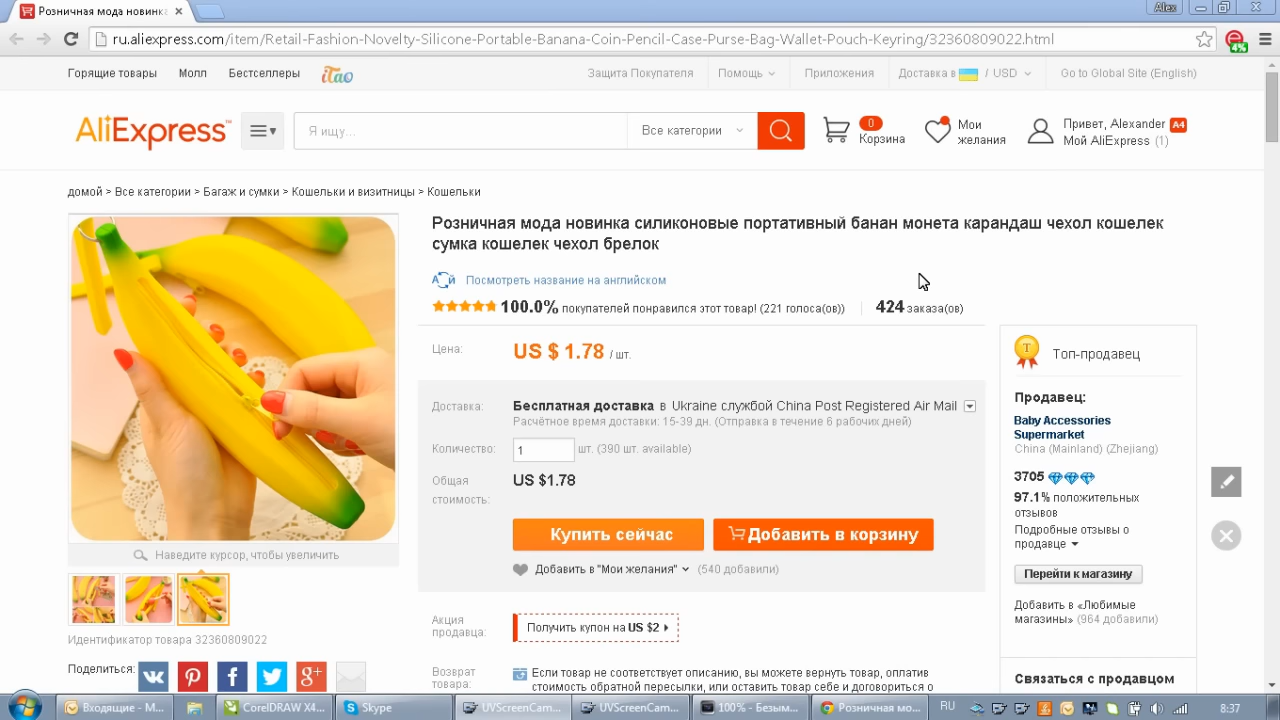 Розничная мода новинка
Alex
ru.aliexpress.com/item/Retail-Fashion-Novelty-Silicone-Portable-Banana-Coin-Pencil-Case-Purse-Bag-Wallet-Pouch-Keyring/32360809022.html
4%
Горящие товары Молл Бестселлеры iTao Защита Покупателя Помощь Приложения Доставка в / USD Go to Global Site (English)
AliExpress™ Я ищу... Все категории 0 Корзина Мои желания Привет, Alexander A4
Мой AliExpress (1)
домой > Все категории > Багаж и сумки > Кошельки и визитницы > Кошельки
Розничная мода новинка силиконовые портативный банан монета карандаш чехол кошелек
сумка кошелек чехол брелок
Посмотреть название на английском
100.0% покупателей понравился этот товар! (221 голоса(ов)) 424 заказа(ов)
Цена: US $ 1.78 / шт.
Доставка: Бесплатная доставка в Ukraine службой China Post Registered Air Mail
Расчётное время доставки: 15-39 дн. (Отправка в течение 6 рабочих дней)
Количество: 1 шт. (390 шт. available)
Общая
стоимость: US $1.78
Купить сейчас Добавить в корзину
Добавить в "Мои желания" (540 добавили)
Акция
продавца: Получить купон на US $2
Возврат
товара: Если товар не соответствует описанию, вы можете вернуть товар, оплатив
стоимость обратной пересылки, или оставить товар себе и договориться о
Топ-продавец
Продавец:
Baby Accessories
Supermarket
China (Mainland) (Zhejiang)
3705
97.1% положительных
отзывов
Подробные отзывы о
продавце
Перейти к магазину
Добавить в «Любимые
магазины» (964 добавили)
Связаться с продавцом
Наведите курсор, чтобы увеличить
Идентификатор товара 32360809022
Поделиться:
Входящие - M... CorelDRAW X4... Skype UVScreenCam... UVScreenCam... 100% - Безым... Розничная мо... RU 8:37